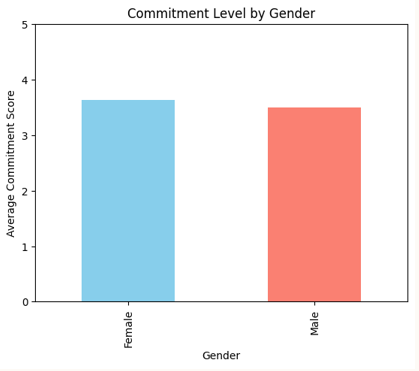 Commitment Level by Gender
5
4
3
2
1
0
Average Commitment Score
Female
Male
Gender